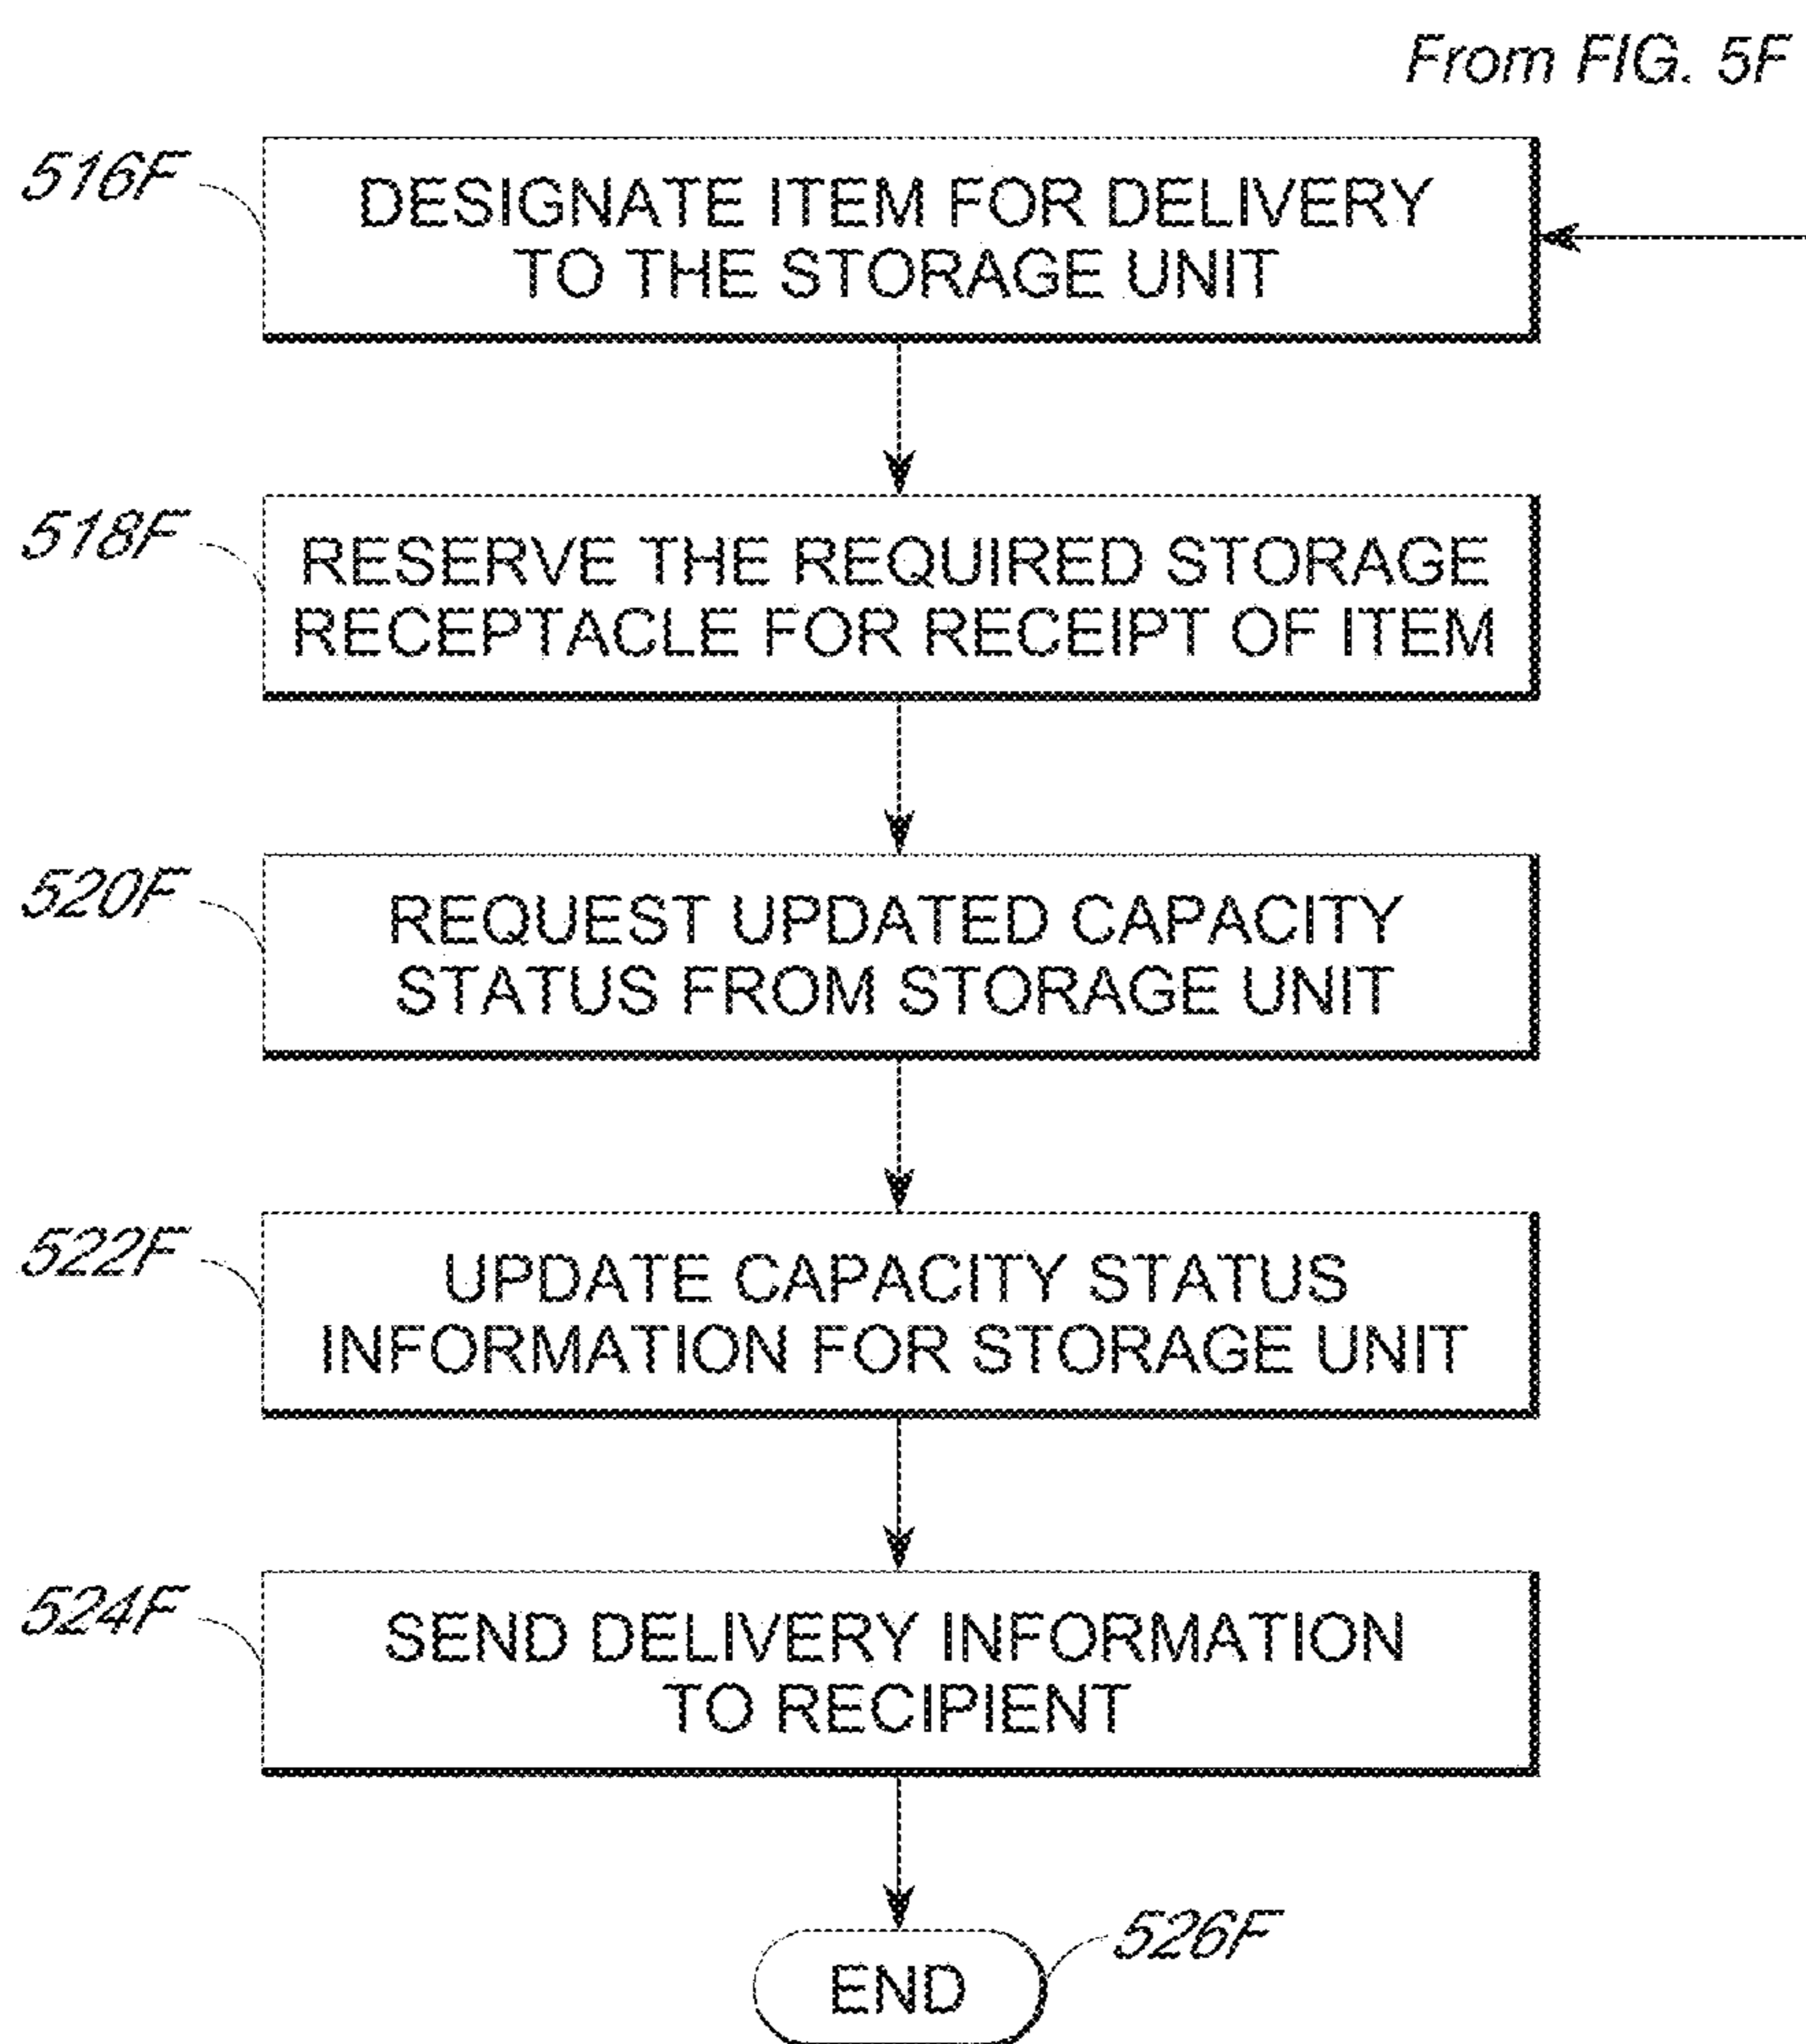 From FIG. 5F
516F
DESIGNATE ITEM FOR DELIVERY
TO THE STORAGE UNIT
518F
RESERVE THE REQUIRED STORAGE
RECEPTACLE FOR RECEIPT OF ITEM
520F
REQUEST UPDATED CAPACITY
STATUS FROM STORAGE UNIT
522F
UPDATE CAPACITY STATUS
INFORMATION FOR STORAGE UNIT
524F
SEND DELIVERY INFORMATION
TO RECIPIENT
526F
END